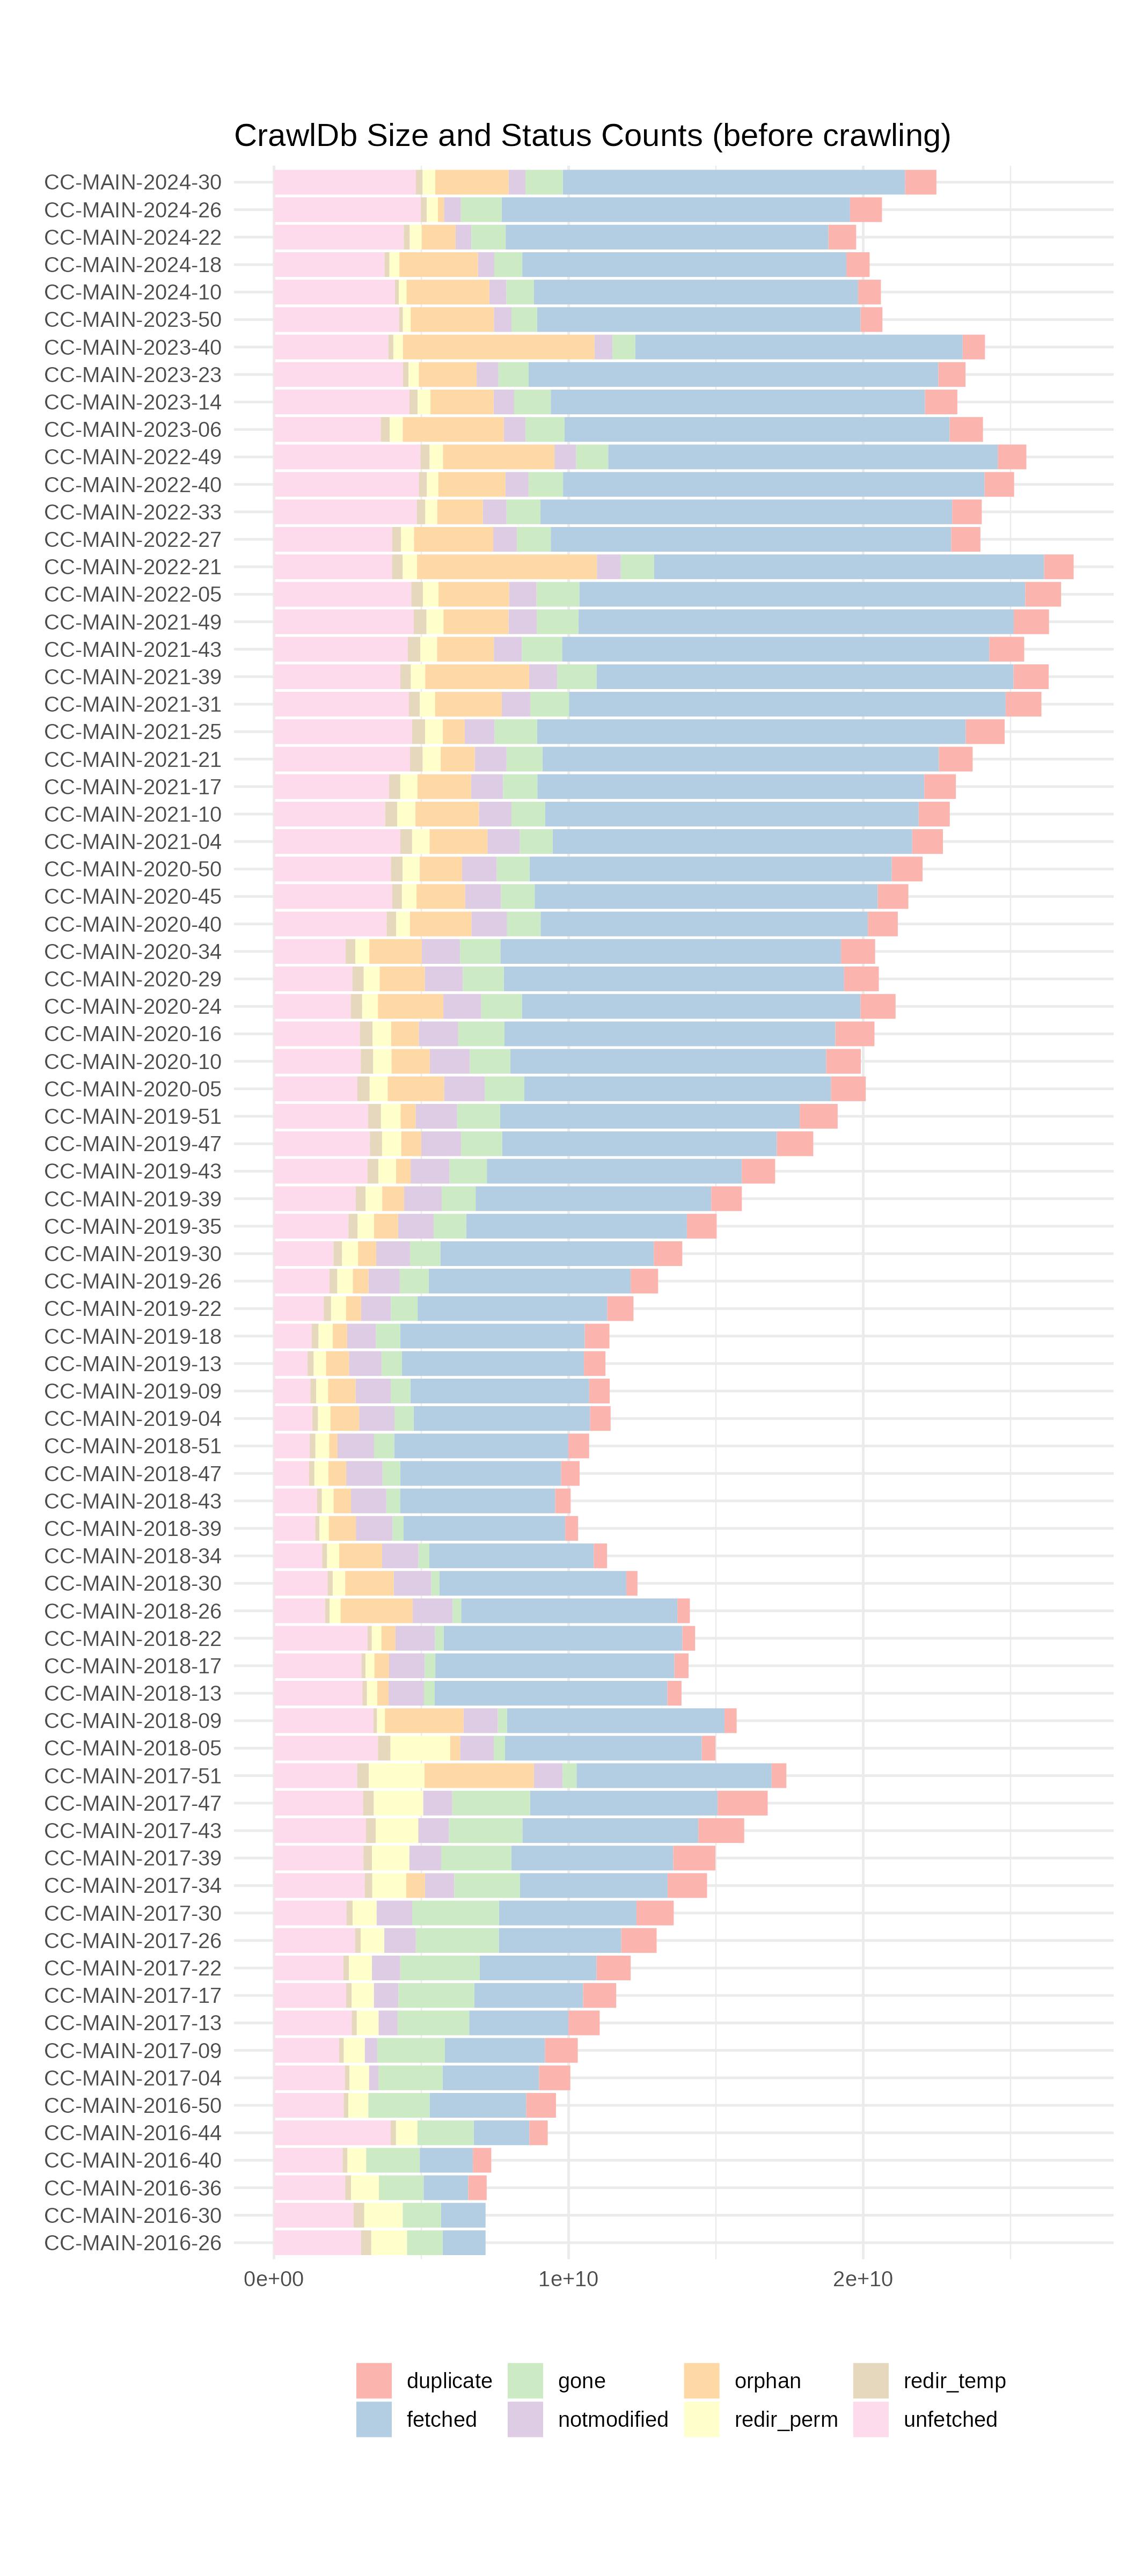 CrawlDb Size and Status Counts (before crawling)
CC-MAIN-2024-30
CC-MAIN-2024-26
CC-MAIN-2024-22
CC-MAIN-2024-18
CC-MAIN-2024-10
CC-MAIN-2023-50
CC-MAIN-2023-40
CC-MAIN-2023-23
CC-MAIN-2023-14
CC-MAIN-2023-06
CC-MAIN-2022-49
CC-MAIN-2022-40
CC-MAIN-2022-33
CC-MAIN-2022-27
CC-MAIN-2022-21
CC-MAIN-2022-05
CC-MAIN-2021-49
CC-MAIN-2021-43
CC-MAIN-2021-39
CC-MAIN-2021-31
CC-MAIN-2021-25
CC-MAIN-2021-21
CC-MAIN-2021-17
CC-MAIN-2021-10
CC-MAIN-2021-04
CC-MAIN-2020-50
CC-MAIN-2020-45
CC-MAIN-2020-40
CC-MAIN-2020-34
CC-MAIN-2020-29
CC-MAIN-2020-24
CC-MAIN-2020-16
CC-MAIN-2020-10
CC-MAIN-2020-05
CC-MAIN-2019-51
CC-MAIN-2019-47
CC-MAIN-2019-43
CC-MAIN-2019-39
CC-MAIN-2019-35
CC-MAIN-2019-30
CC-MAIN-2019-26
CC-MAIN-2019-22
CC-MAIN-2019-18
CC-MAIN-2019-13
CC-MAIN-2019-09
CC-MAIN-2019-04
CC-MAIN-2018-51
CC-MAIN-2018-47
CC-MAIN-2018-43
CC-MAIN-2018-39
CC-MAIN-2018-34
CC-MAIN-2018-30
CC-MAIN-2018-26
CC-MAIN-2018-22
CC-MAIN-2018-17
CC-MAIN-2018-13
CC-MAIN-2018-09
CC-MAIN-2018-05
CC-MAIN-2017-51
CC-MAIN-2017-47
CC-MAIN-2017-43
CC-MAIN-2017-39
CC-MAIN-2017-34
CC-MAIN-2017-30
CC-MAIN-2017-26
CC-MAIN-2017-22
CC-MAIN-2017-17
CC-MAIN-2017-13
CC-MAIN-2017-09
CC-MAIN-2017-04
CC-MAIN-2016-50
CC-MAIN-2016-44
CC-MAIN-2016-40
CC-MAIN-2016-36
CC-MAIN-2016-30
CC-MAIN-2016-26
0e+00 1e+10 2e+10
duplicate gone orphan redir_temp
fetched notmodified redir_perm unfetched